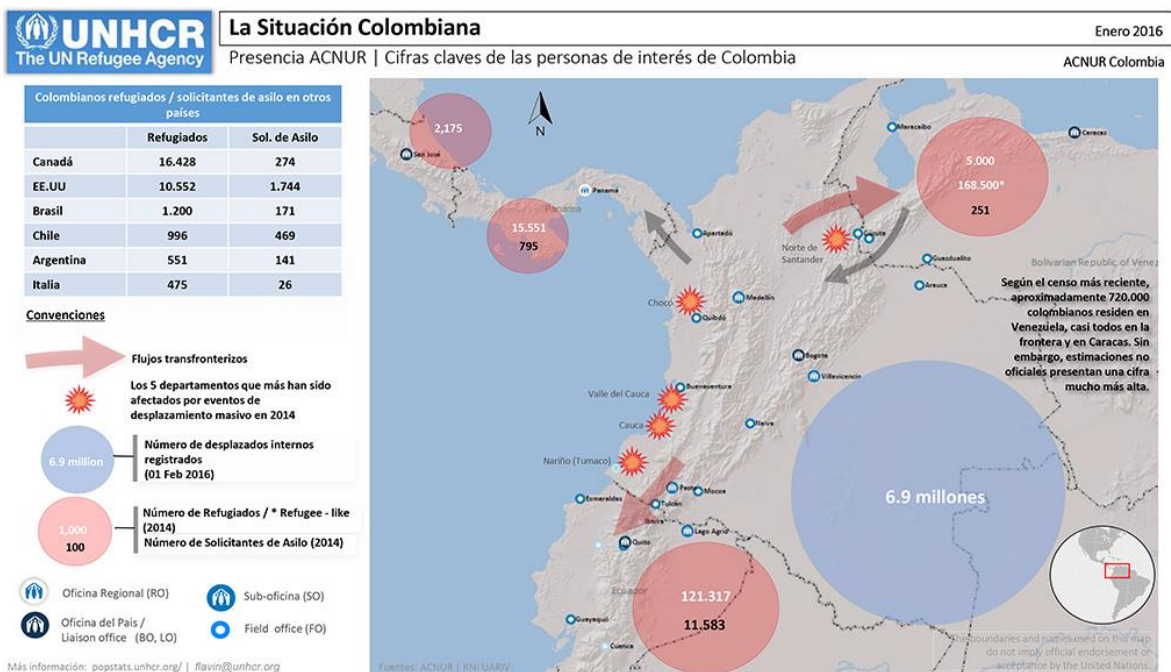 UNHCR
The UN Refugee Agency
La Situación Colombiana
Enero 2016
Presencia ACNUR | Cifras claves de las personas de interés de Colombia
ACNUR Colombia
Colombianos refugiados / solicitantes de asilo en otros
países
Refugiados Sol. de Asilo
Canadá 16.428 274
EE.UU 10.552 1.744
Brasil 1.200 171
Chile 996 469
Argentina 551 141
Italia 475 26
Convenciones
Flujos transfronterizos
Los 5 departamentos que más han sido
afectados por eventos de
desplazamiento masivo en 2014
6.9 million
Número de desplazados internos
registrados
(01 Feb 2016)
1,000
100
Número de Refugiados / * Refugee - like
(2014)
Número de Solicitantes de Asilo (2014)
Oficina Regional (RO)
Sub-oficina (SO)
Oficina del Pais /
Liaison office (BO, LO)
Field office (FO)
Más información: popstats.unhcr.org/ | flavin@unhcr.org
2,175
N
San José
Panamá
Panama
15.551
795
Maracaibo
Caracas
5.000
168.500*
251
Apartadó
Norte de
Santander
Cúcuta
Guasdualito
Arauca
Bolivarian Republic of Venez
Según el censo más reciente,
aproximadamente 720.000
colombianos residen en
Venezuela, casi todos en la
frontera y en Caracas. Sin
embargo, estimaciones no
oficiales presentan una cifra
mucho más alta.
Chocó
Medellín
Quibdó
Bogota
Villavicencio
Buenaventura
Valle del Cauca
Cauca
Neiva
Nariño (Tumaco)
Pasto
Mocoa
Esmeraldas
Tulcán
Ibarra
Lago Agrio
Quito
6.9 millones
Ecuador
121.317
11.583
Guayaquil
Cuenca
Fuentes: ACNUR | RNI UARIV
The boundaries and names used on this map
do not imply official endorsement or
acceptance by the United Nations.